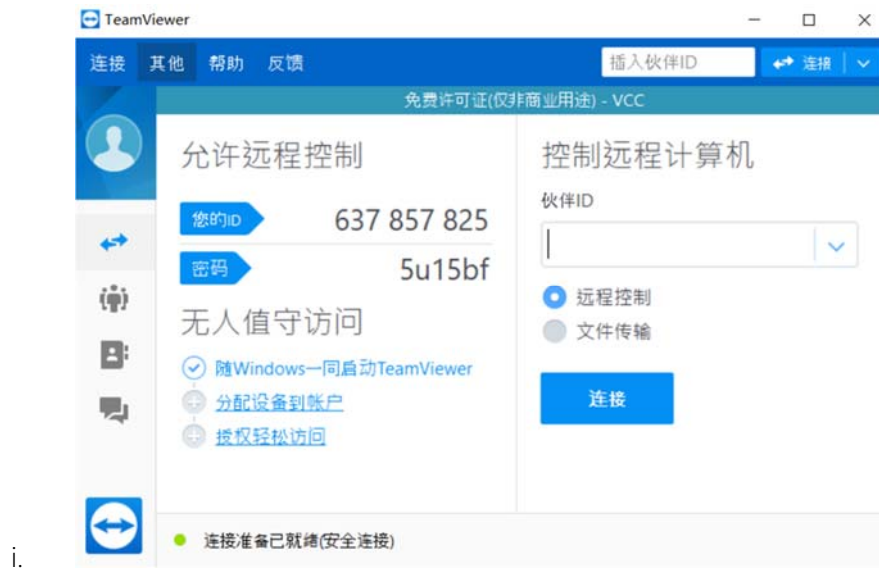 TeamViewer
连接 其他 帮助 反馈 插入伙伴ID 连接
免费许可证(仅非商业用途) - VCC
允许远程控制
您的ID 637 857 825
密码 5u15bf
无人值守访问
随Windows一同启动TeamViewer
分配设备到帐户
授权轻松访问
控制远程计算机
伙伴ID
远程控制
文件传输
连接
连接准备已就绪(安全连接)
i.